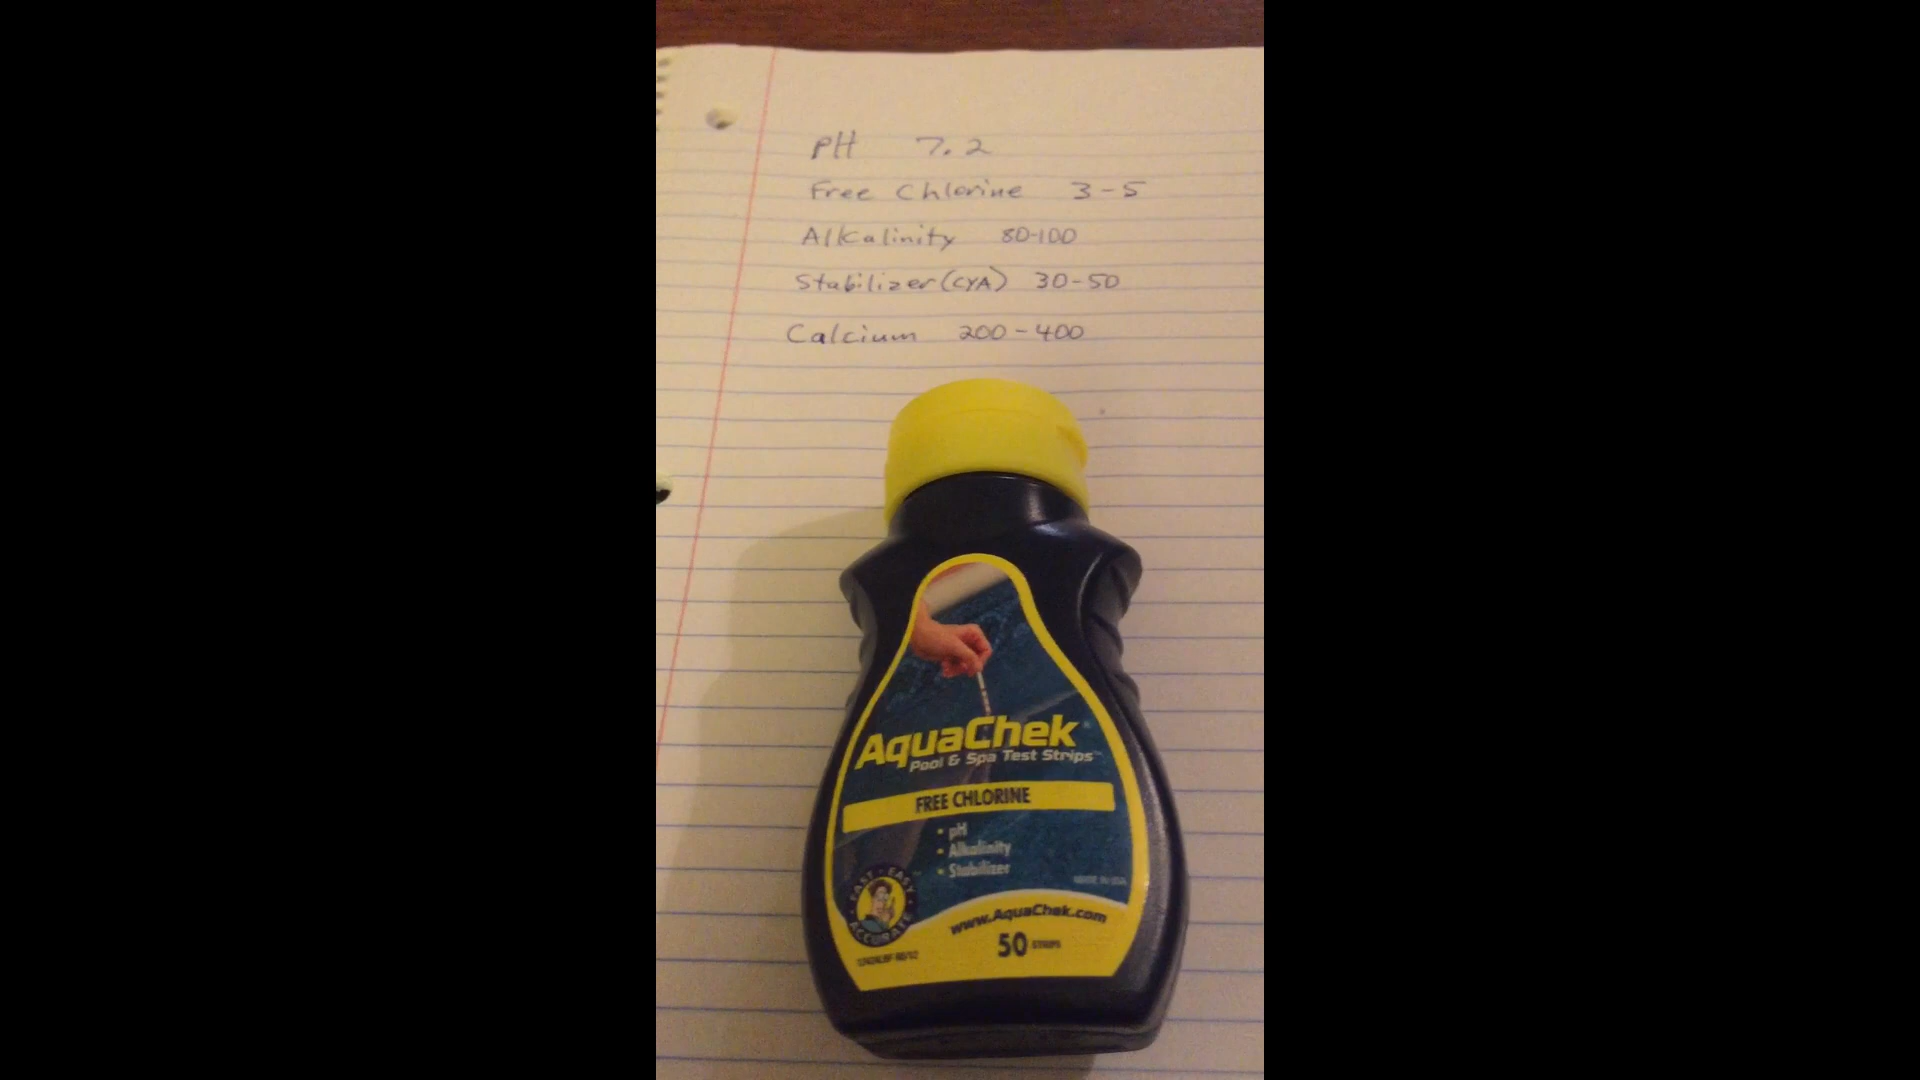 pH 7.2
Free Chlorine 3-5
Alkalinity 80-100
Stabilizer (CYA) 30-50
Calcium 200-400
AquaChek
Pool & Spa Test Strips™
FREE CHLORINE
• pH
• Alkalinity
• Stabilizer
MADE IN USA
FAST • EASY
ACCURATE
www.AquaChek.com
50 STRIPS